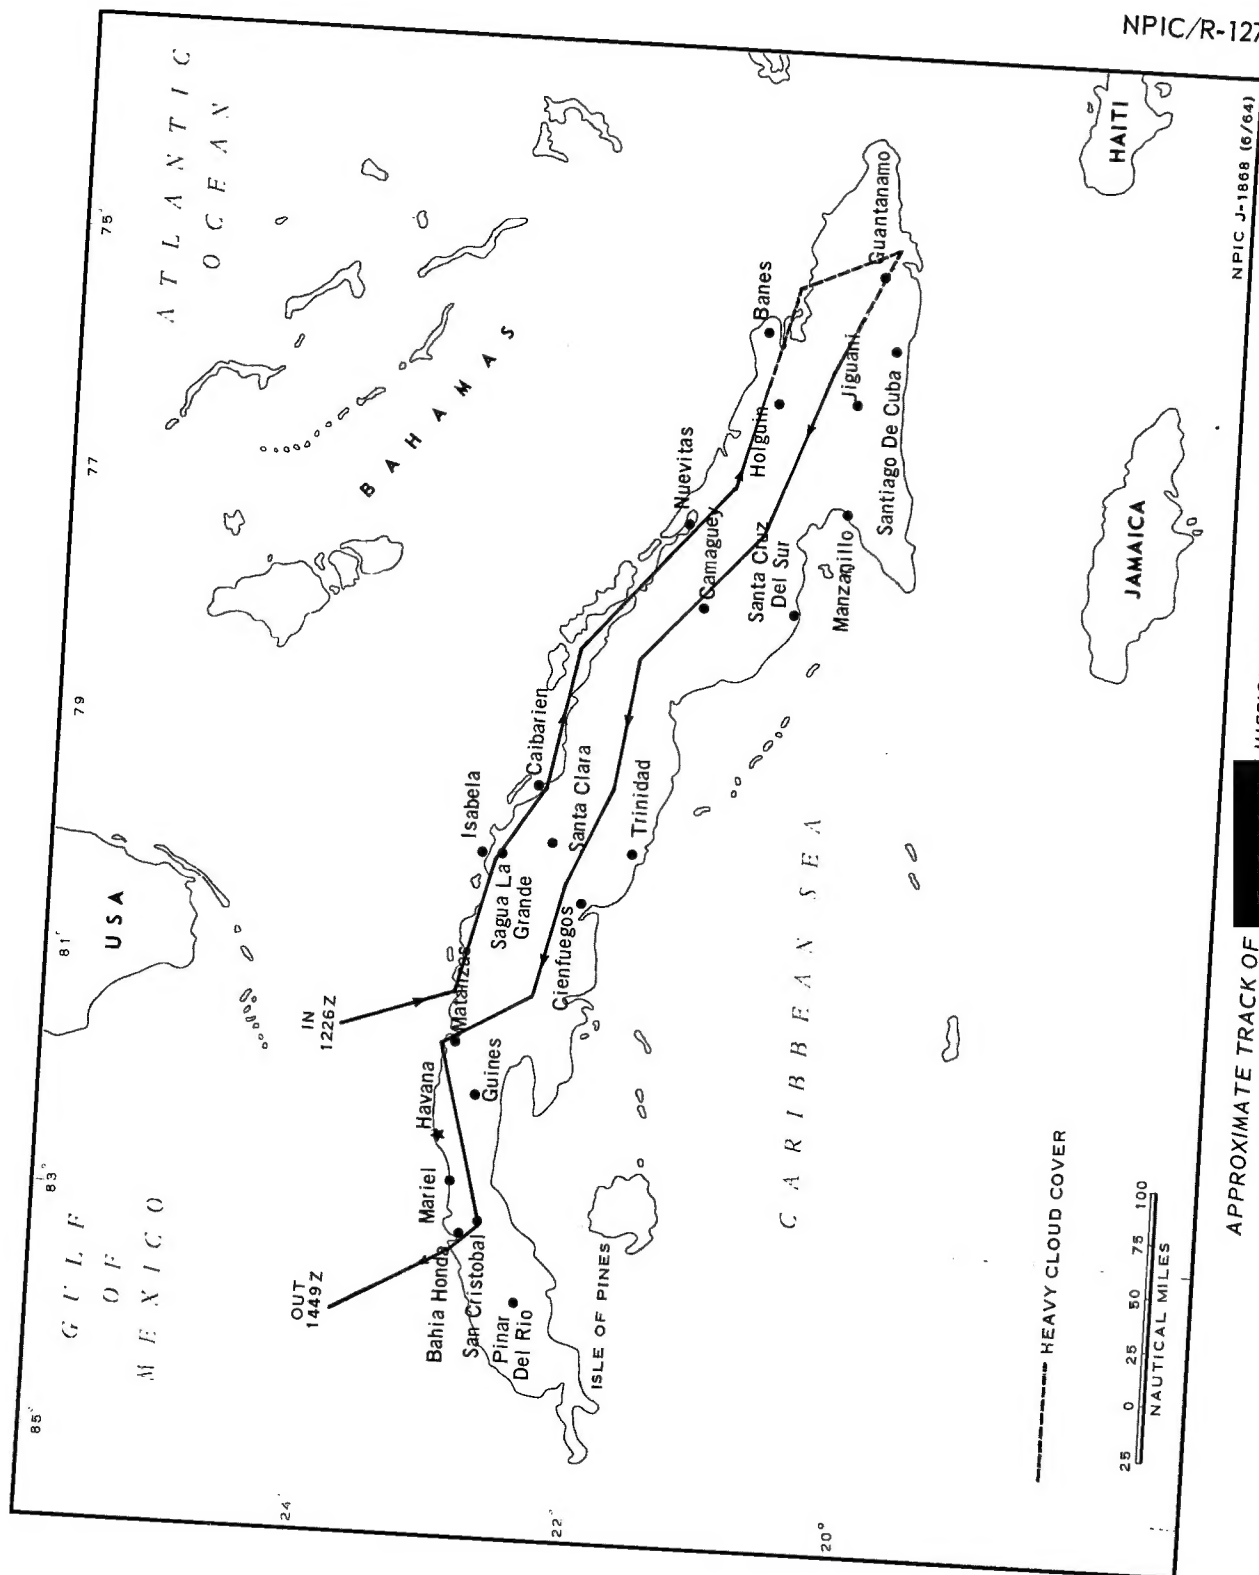 NPIC/R-127
ATLANTIC
OCEAN
GULF
OF
MEXICO
USA
BAHAMAS
85°
83°
81°
79
77
75°
24°
22°
20°
IN
1226Z
OUT
1449Z
Havana
Mariel
Bahia Honda
San Cristobal
Pinar
Del Rio
Guines
Matanzas
Isabela
Sagua La
Grande
Caibarien
Santa Clara
Cienfuegos
Trinidad
Nuevitas
Camaguey
Santa Cruz
Del Sur
Holguin
Banes
Manzanillo
Jiguani
Santiago De Cuba
Guantanamo
ISLE OF PINES
CARIBBEAN SEA
JAMAICA
HAITI
HEAVY CLOUD COVER
25 0 25 50 75 100
NAUTICAL MILES
NPIC J-1868 (6/64)
APPROXIMATE TRACK OF